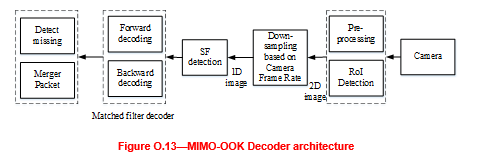 Detect
missing
Merger
Packet
Forward
decoding
Backward
decoding
Matched filter decoder
SF
detection
1D
image
Down-
sampling
based on
Camera
Frame Rate
2D
image
Pre-
processing
RoI
Detection
Camera
Figure O.13—MIMO-OOK Decoder architecture